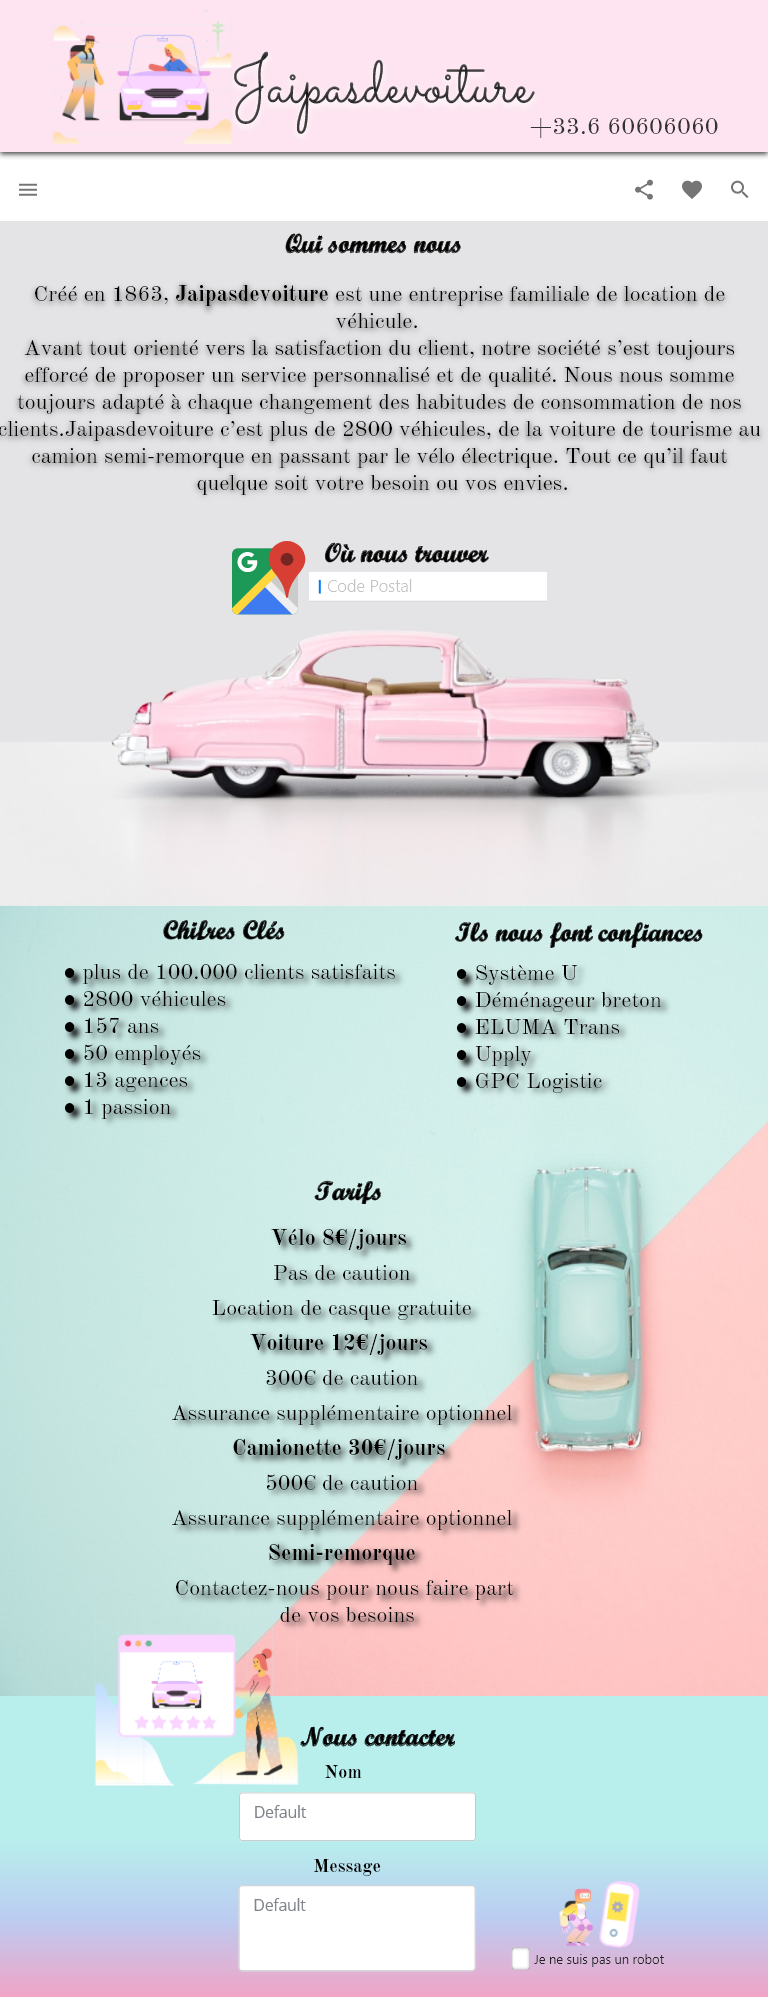 Jaipasdevoiture
+33.6 60606060
Qui sommes nous
Créé en 1863, Jaipasdevoiture est une entreprise familiale de location de
véhicule.
Avant tout orienté vers la satisfaction du client, notre société s'est toujours
efforcé de proposer un service personnalisé et de qualité. Nous nous somme
toujours adapté à chaque changement des habitudes de consommation de nos
clients.Jaipasdevoiture c'est plus de 2800 véhicules, de la voiture de tourisme au
camion semi-remorque en passant par le vélo électrique. Tout ce qu'il faut
quelque soit votre besoin ou vos envies.
Où nous trouver
G
Code Postal
Chifres Clés
● plus de 100.000 clients satisfaits
● 2800 véhicules
● 157 ans
● 50 employés
● 13 agences
● 1 passion
Ils nous font confiances
● Système U
● Déménageur breton
● ELUMA Trans
● Upply
● GPC Logistic
Tarifs
Vélo 8€/jours
Pas de caution
Location de casque gratuite
Voiture 12€/jours
300€ de caution
Assurance supplémentaire optionnel
Camionette 30€/jours
500€ de caution
Assurance supplémentaire optionnel
Semi-remorque
Contactez-nous pour nous faire part
de vos besoins
Nous contacter
Nom
Default
Message
Default
Je ne suis pas un robot